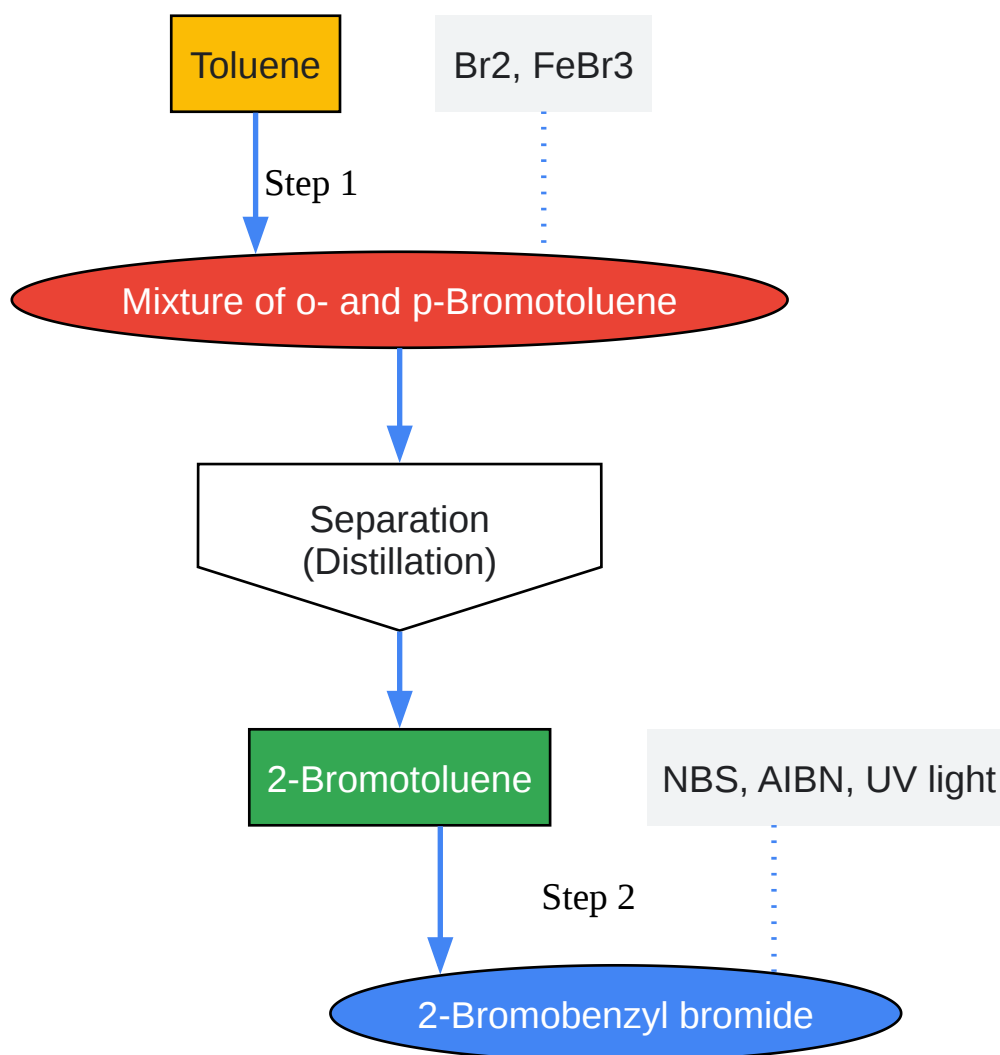 Toluene
Br2, FeBr3
Step 1
Mixture of o- and p-Bromotoluene
Separation
(Distillation)
2-Bromotoluene
NBS, AIBN, UV light
Step 2
2-Bromobenzyl bromide